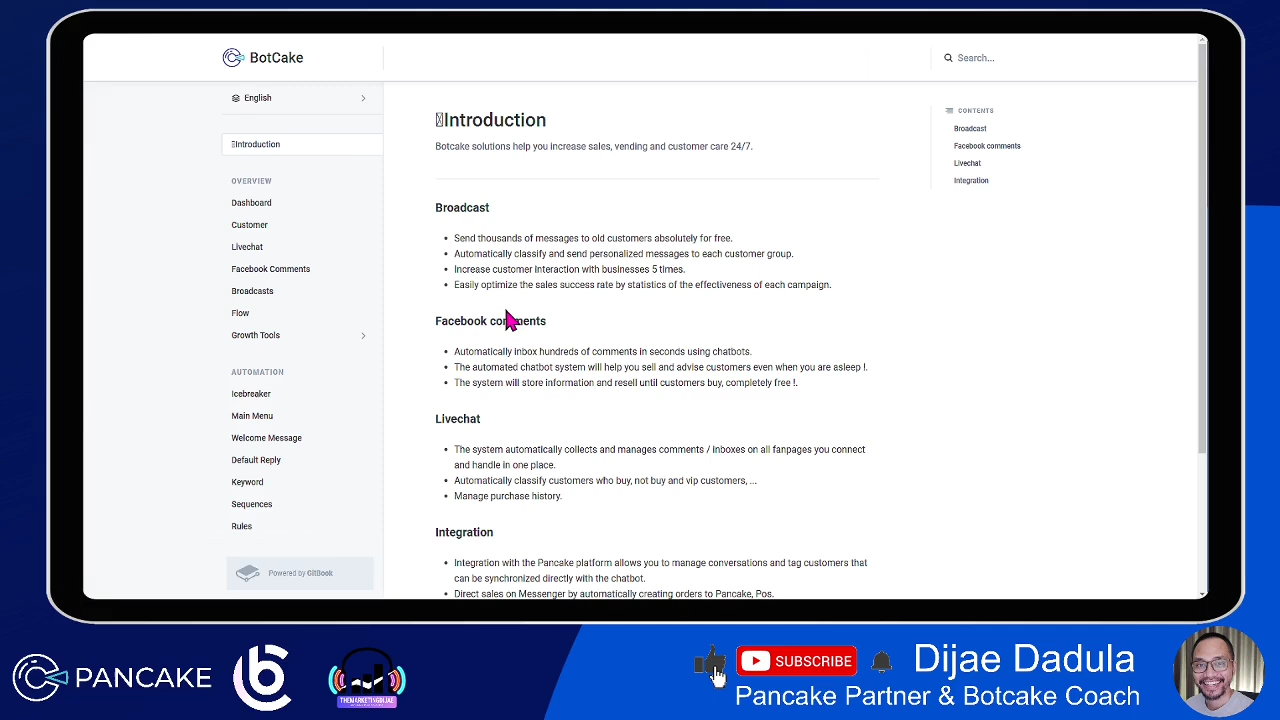 BotCake
Search...
English
Introduction
OVERVIEW
Dashboard
Customer
Livechat
Facebook Comments
Broadcasts
Flow
Growth Tools
AUTOMATION
Icebreaker
Main Menu
Welcome Message
Default Reply
Keyword
Sequences
Rules
Powered by GitBook
Introduction
Botcake solutions help you increase sales, vending and customer care 24/7.
Broadcast
• Send thousands of messages to old customers absolutely for free.
• Automatically classify and send personalized messages to each customer group.
• Increase customer interaction with businesses 5 times.
• Easily optimize the sales success rate by statistics of the effectiveness of each campaign.
Facebook comments
• Automatically inbox hundreds of comments in seconds using chatbots.
• The automated chatbot system will help you sell and advise customers even when you are asleep !.
• The system will store information and resell until customers buy, completely free !.
Livechat
• The system automatically collects and manages comments / inboxes on all fanpages you connect
and handle in one place.
• Automatically classify customers who buy, not buy and vip customers, ...
• Manage purchase history.
Integration
• Integration with the Pancake platform allows you to manage conversations and tag customers that
can be synchronized directly with the chatbot.
• Direct sales on Messenger by automatically creating orders to Pancake, Pos.
CONTENTS
Broadcast
Facebook comments
Livechat
Integration
PANCAKE
THEMARKETINGDIJAE
SUBSCRIBE
Dijae Dadula
Pancake Partner & Botcake Coach